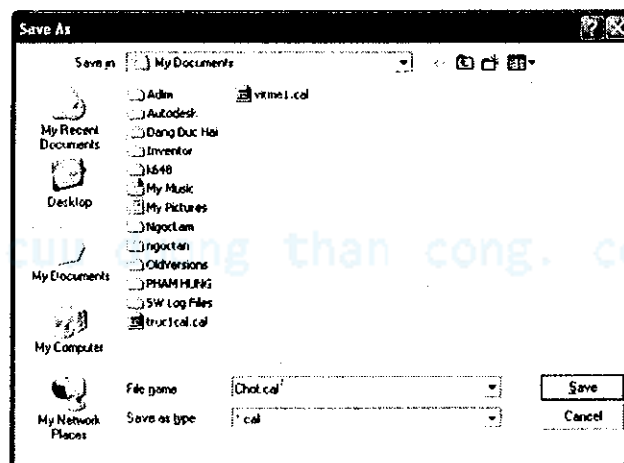 Save As
Save in
My Documents
Adim
vitme1.cal
Autodesk
My Recent
Documents
Dang Duc Hai
Inventor
k648
My Music
Desktop
My Pictures
Ngoctam
ngoctan
OldVersions
My Documents
PHAM HUNG
SW Log Files
truc1cal.cal
My Computer
File name
Chot.cal
Save
My Network
Places
Save as type
*.cal
Cancel
cuu duong than cong. co